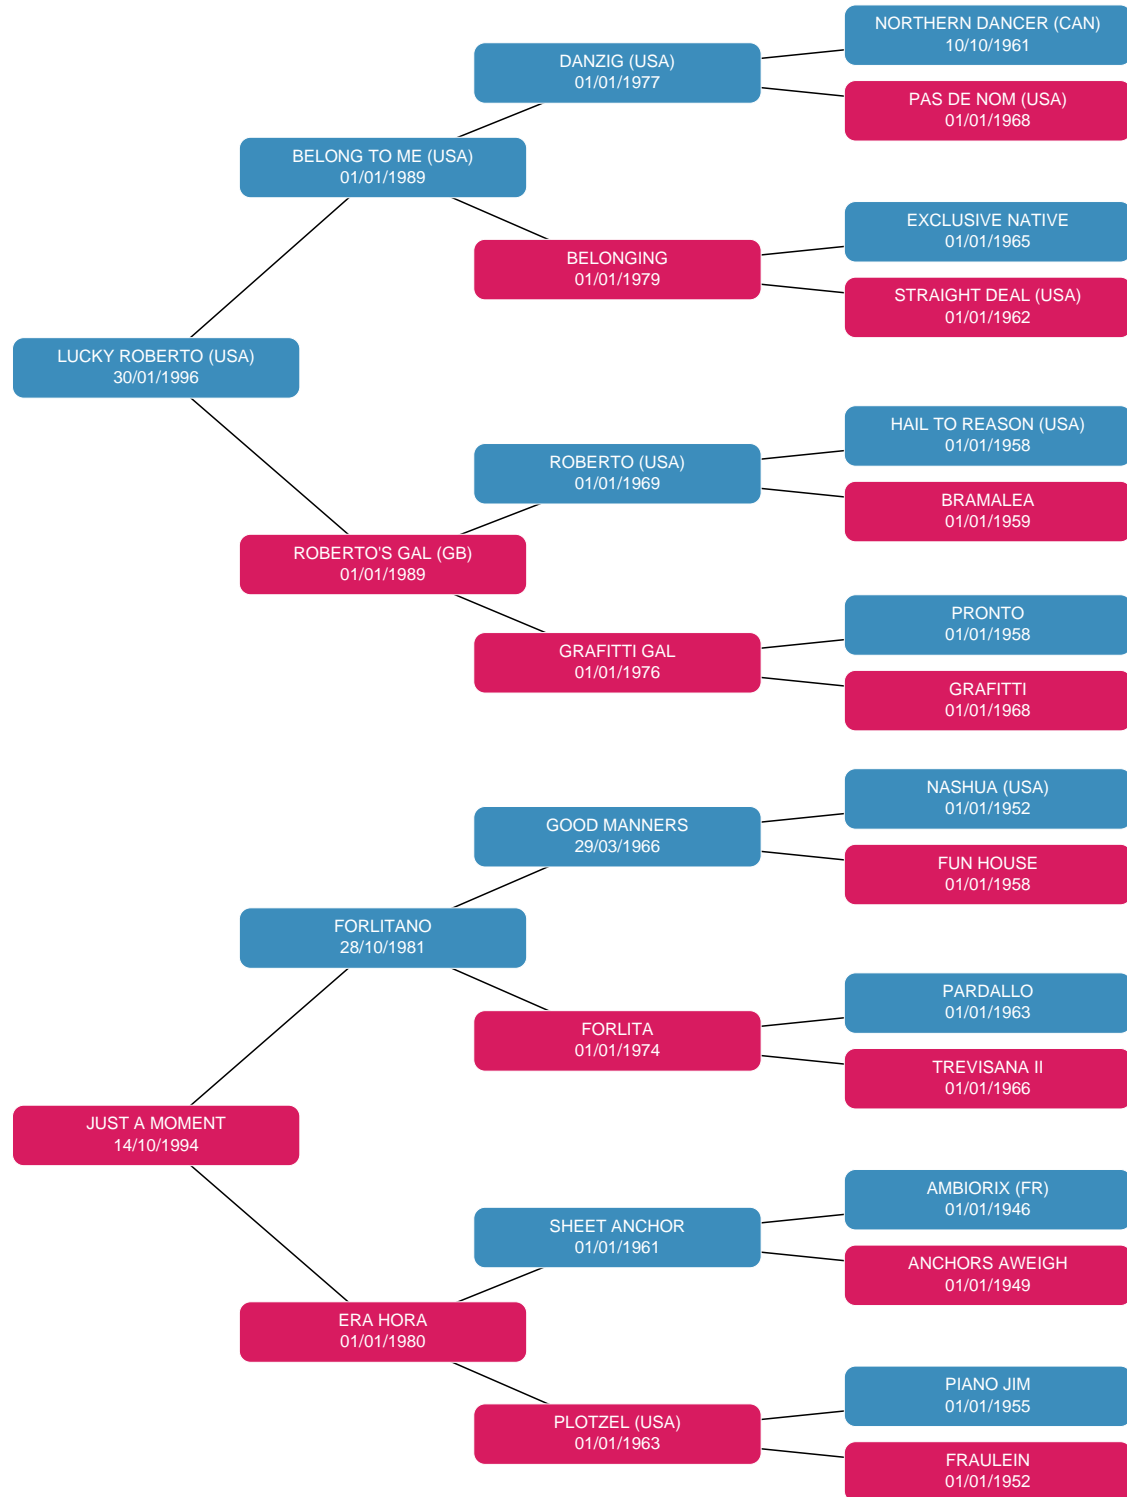 NORTHERN DANCER (CAN)
10/10/1961
DANZIG (USA)
01/01/1977
PAS DE NOM (USA)
01/01/1968
BELONG TO ME (USA)
01/01/1989
EXCLUSIVE NATIVE
01/01/1965
BELONGING
01/01/1979
STRAIGHT DEAL (USA)
01/01/1962
LUCKY ROBERTO (USA)
30/01/1996
HAIL TO REASON (USA)
01/01/1958
ROBERTO (USA)
01/01/1969
BRAMALEA
01/01/1959
ROBERTO'S GAL (GB)
01/01/1989
PRONTO
01/01/1958
GRAFITTI GAL
01/01/1976
GRAFITTI
01/01/1968
NASHUA (USA)
01/01/1952
GOOD MANNERS
29/03/1966
FUN HOUSE
01/01/1958
FORLITANO
28/10/1981
PARDALLO
01/01/1963
FORLITA
01/01/1974
TREVISANA II
01/01/1966
JUST A MOMENT
14/10/1994
AMBIORIX (FR)
01/01/1946
SHEET ANCHOR
01/01/1961
ANCHORS AWEIGH
01/01/1949
ERA HORA
01/01/1980
PIANO JIM
01/01/1955
PLOTZEL (USA)
01/01/1963
FRAULEIN
01/01/1952